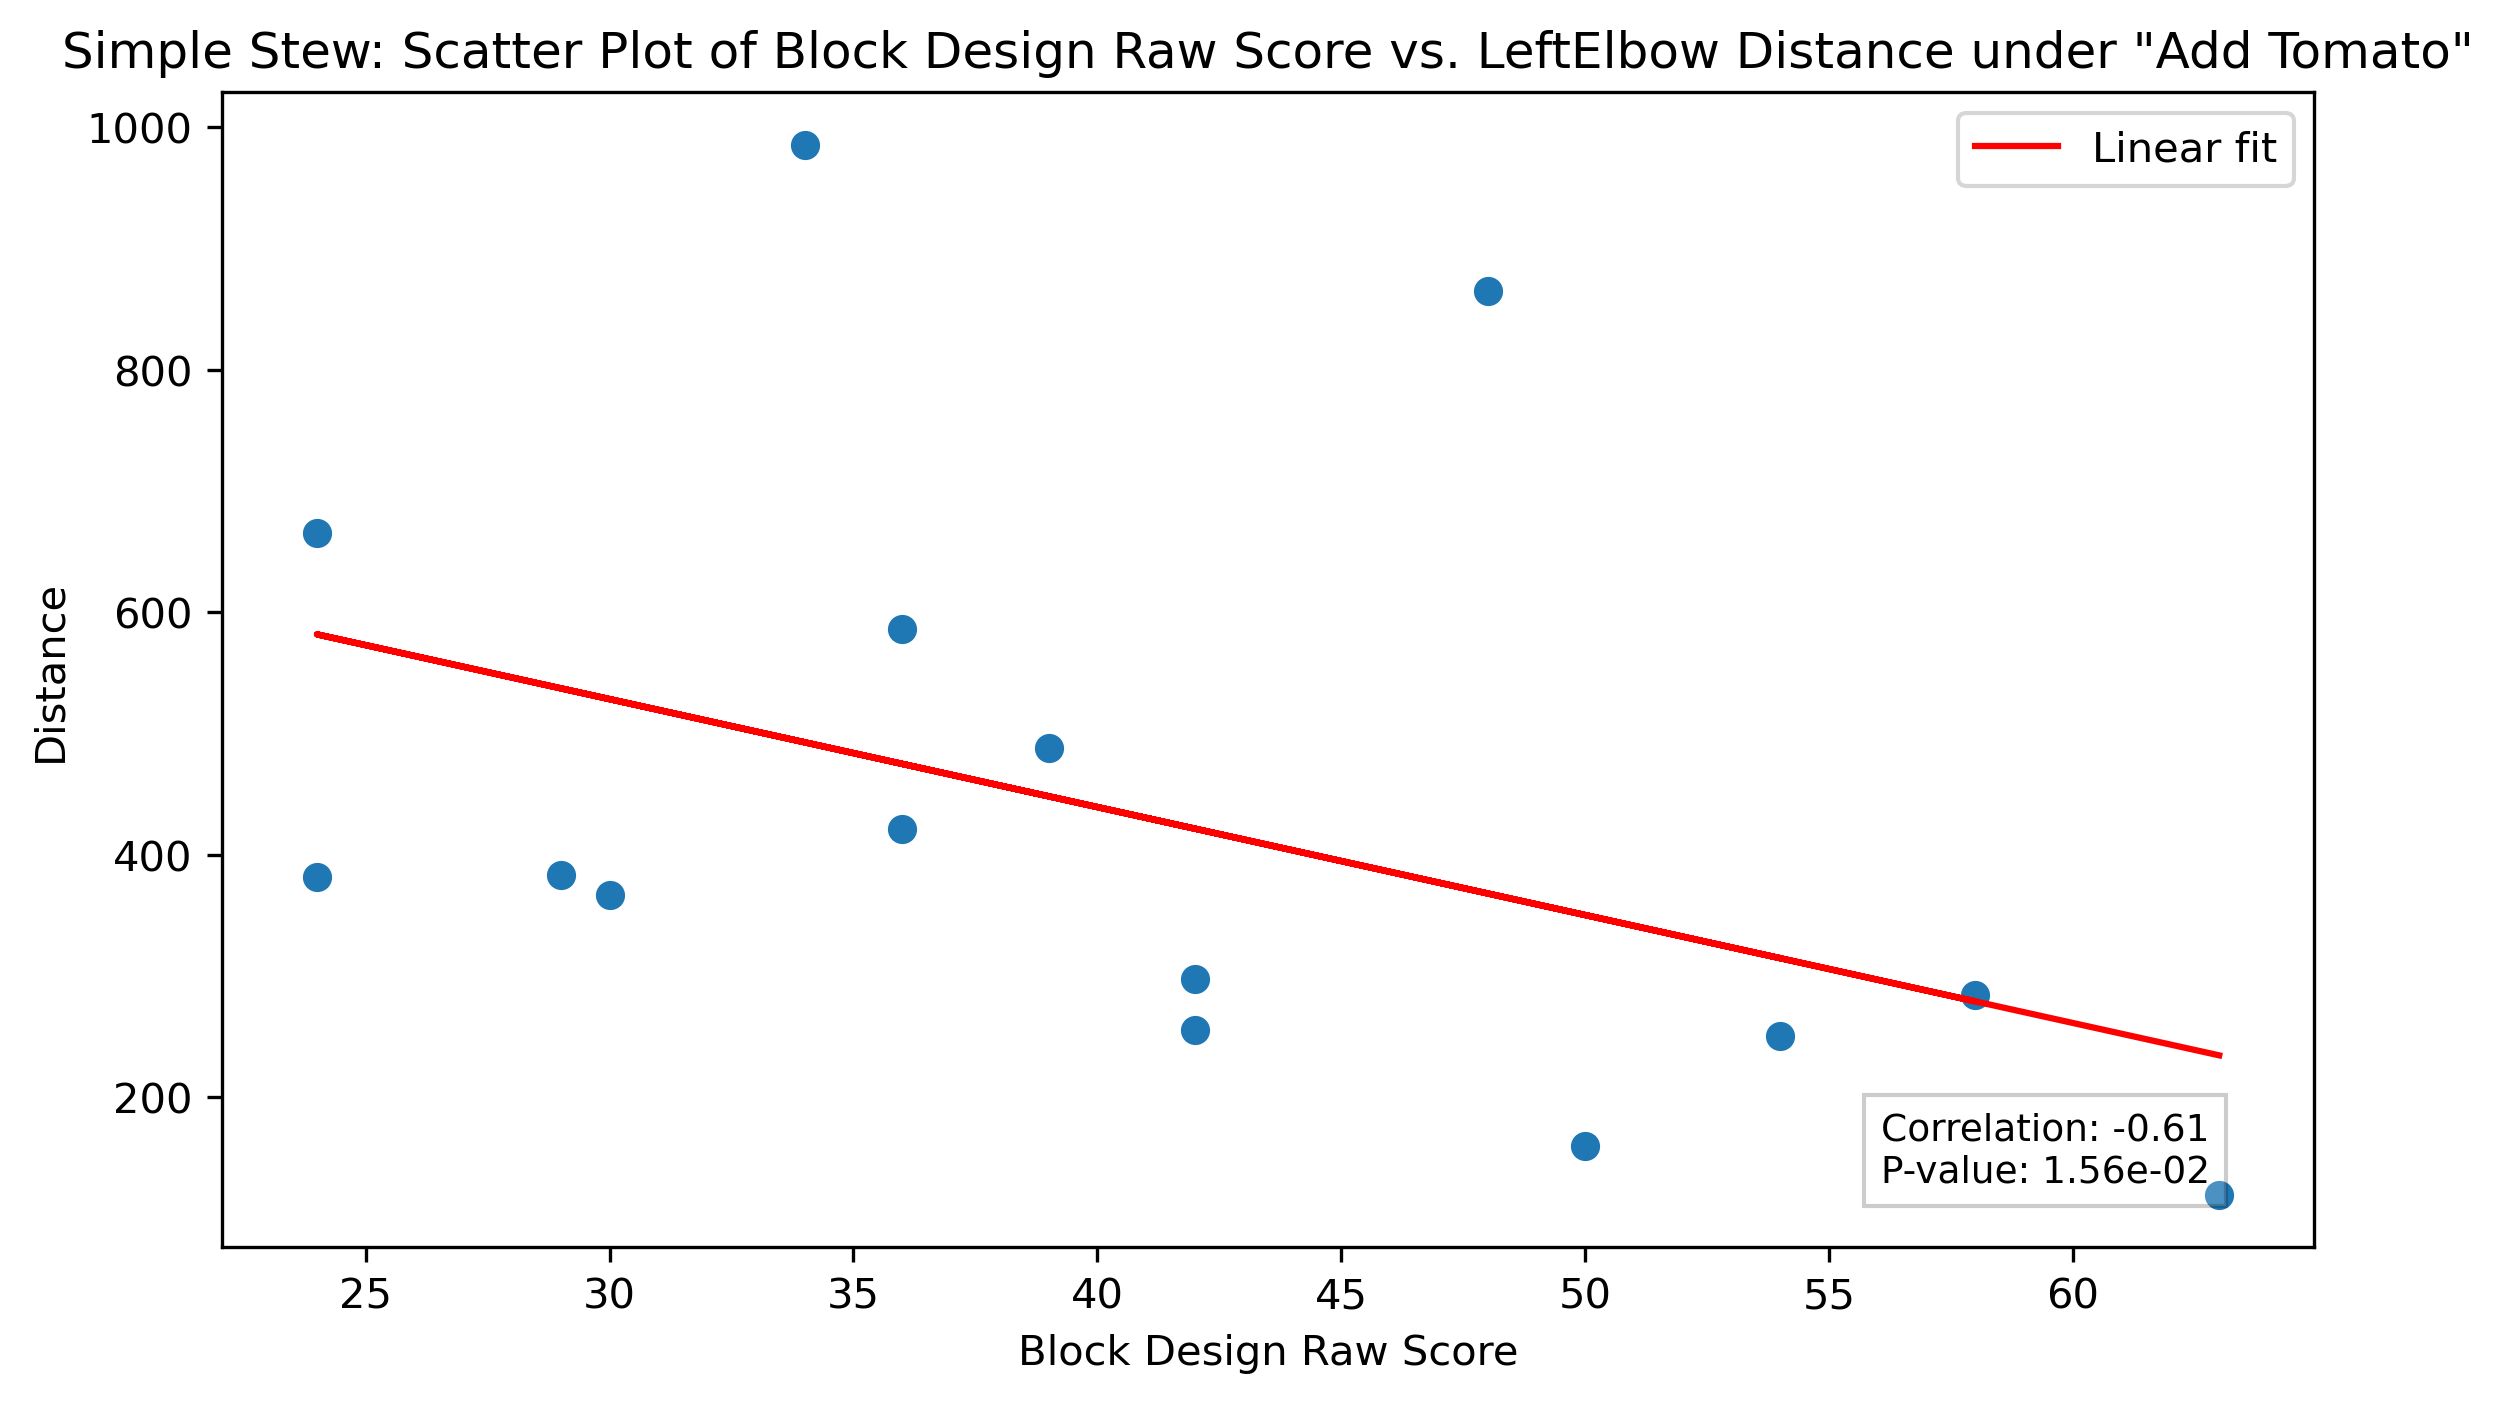 Simple Stew: Scatter Plot of Block Design Raw Score vs. LeftElbow Distance under "Add Tomato"
Linear fit
1000
800
600
400
200
Distance
Correlation: -0.61
P-value: 1.56e-02
25 30 35 40 45 50 55 60
Block Design Raw Score